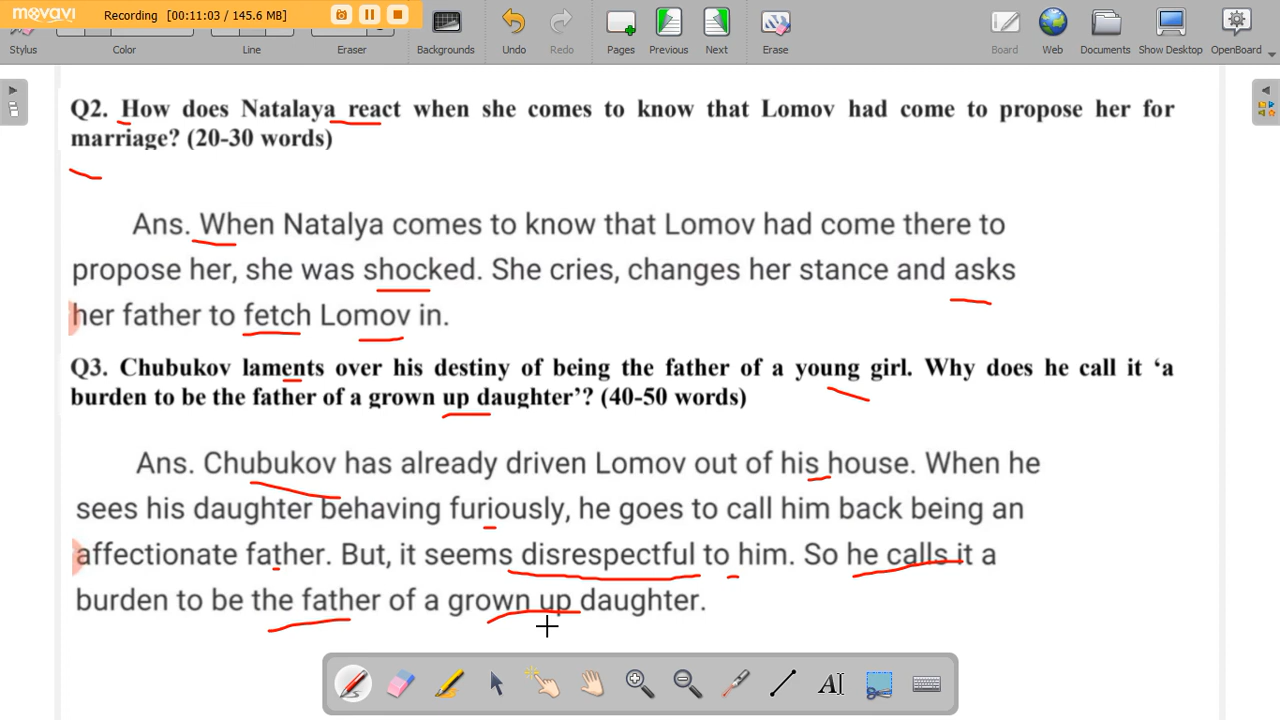 movavi
Recording (00:11:03 / 145.6 MB)
Stylus Color Line Eraser Backgrounds Undo Redo Pages Previous Next Erase Board Web Documents Show Desktop OpenBoard
Q2. How does Natalaya react when she comes to know that Lomov had come to propose her for
marriage? (20-30 words)
Ans. When Natalya comes to know that Lomov had come there to
propose her, she was shocked. She cries, changes her stance and asks
her father to fetch Lomov in.
Q3. Chubukov laments over his destiny of being the father of a young girl. Why does he call it ‘a
burden to be the father of a grown up daughter’? (40-50 words)
Ans. Chubukov has already driven Lomov out of his house. When he
sees his daughter behaving furiously, he goes to call him back being an
affectionate father. But, it seems disrespectful to him. So he calls it a
burden to be the father of a grown up daughter.